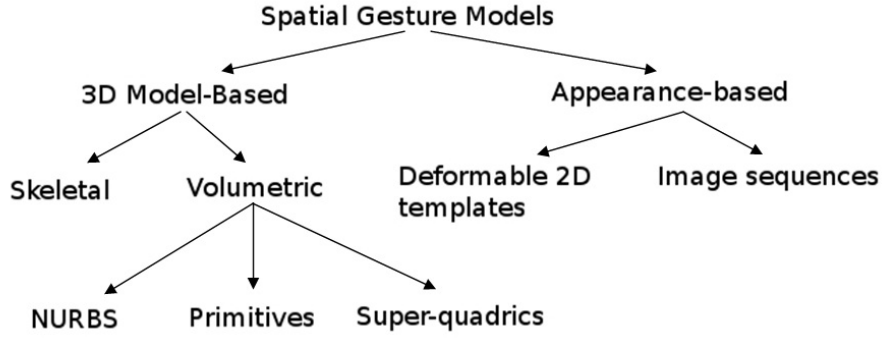 Spatial Gesture Models
3D Model-Based
Appearance-based
Skeletal
Volumetric
Deformable 2D
templates
Image sequences
NURBS
Primitives
Super-quadrics